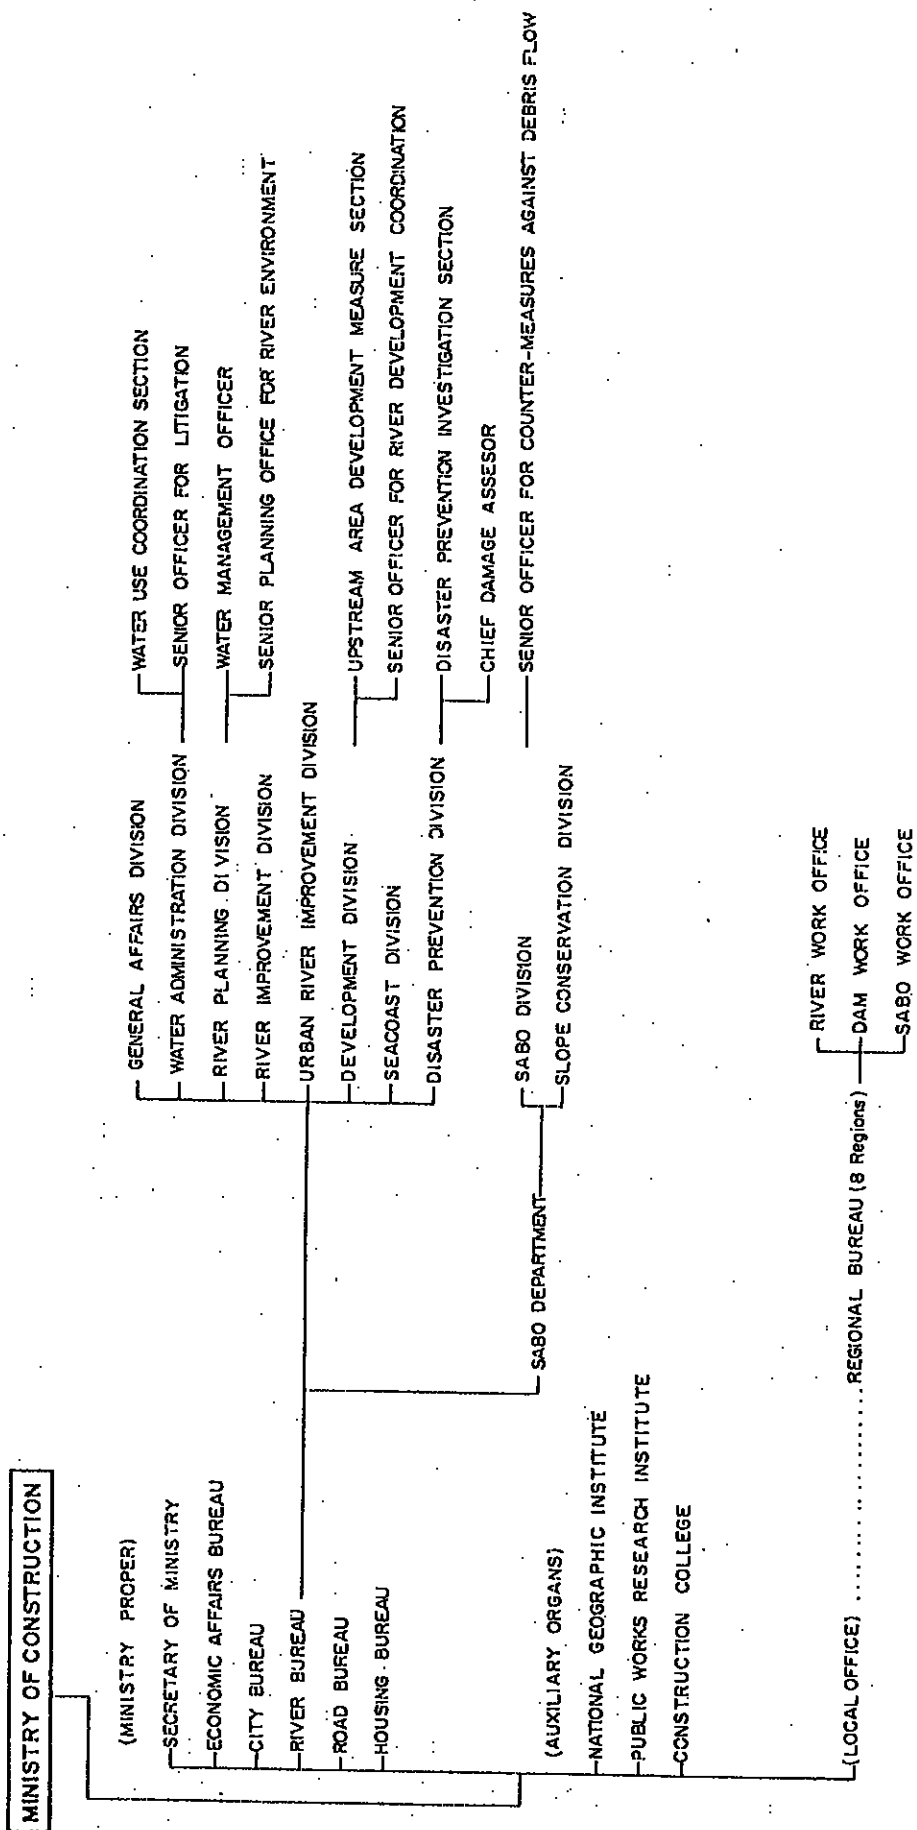 MINISTRY OF CONSTRUCTION
(MINISTRY PROPER)
SECRETARY OF MINISTRY
ECONOMIC AFFAIRS BUREAU
CITY BUREAU
RIVER BUREAU
ROAD BUREAU
HOUSING BUREAU
(AUXILIARY ORGANS)
NATIONAL GEOGRAPHIC INSTITUTE
PUBLIC WORKS RESEARCH INSTITUTE
CONSTRUCTION COLLEGE
(LOCAL OFFICE) .................... REGIONAL BUREAU (8 Regions)
SABO DEPARTMENT
GENERAL AFFAIRS DIVISION
WATER ADMINISTRATION DIVISION
RIVER PLANNING DIVISION
RIVER IMPROVEMENT DIVISION
URBAN RIVER IMPROVEMENT DIVISION
DEVELOPMENT DIVISION
SEACOAST DIVISION
DISASTER PREVENTION DIVISION
SABO DIVISION
SLOPE CONSERVATION DIVISION
RIVER WORK OFFICE
DAM WORK OFFICE
SABO WORK OFFICE
WATER USE COORDINATION SECTION
SENIOR OFFICER FOR LITIGATION
WATER MANAGEMENT OFFICER
SENIOR PLANNING OFFICE FOR RIVER ENVIRONMENT
UPSTREAM AREA DEVELOPMENT MEASURE SECTION
SENIOR OFFICER FOR RIVER DEVELOPMENT COORDINATION
DISASTER PREVENTION INVESTIGATION SECTION
CHIEF DAMAGE ASSESOR
SENIOR OFFICER FOR COUNTER-MEASURES AGAINST DEBRIS FLOW